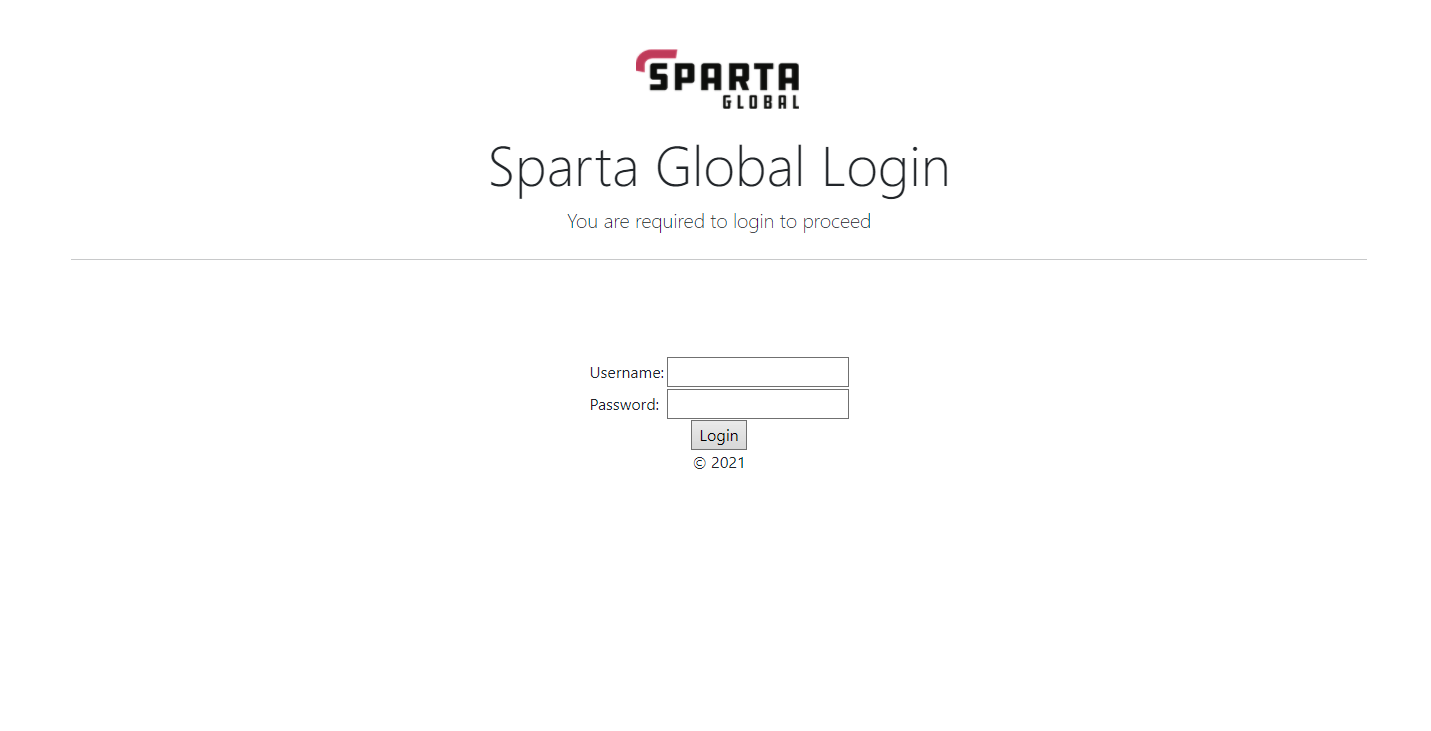 SPARTA
GLOBAL
Sparta Global Login
You are required to login to proceed
Username:
Password:
Login
© 2021